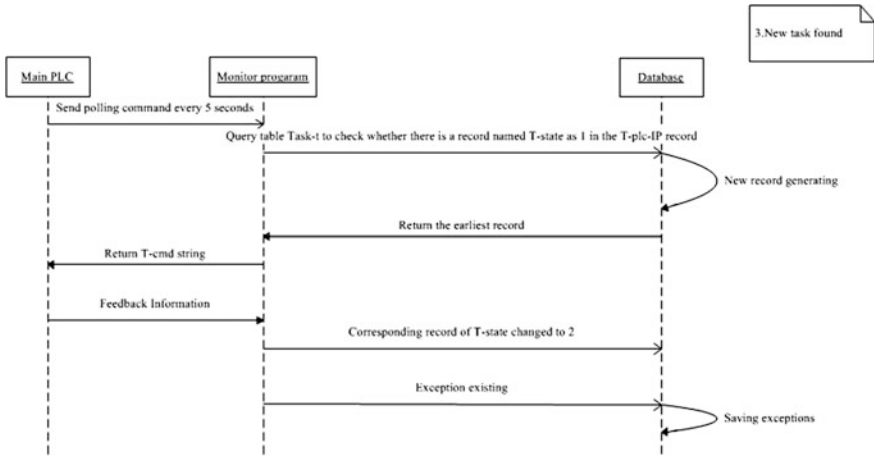 3.New task found
Main PLC
Monitor progaram
Database
Send polling command every 5 seconds
Query table Task-t to check whether there is a record named T-state as 1 in the T-plc-IP record
New record generating
Return the earliest record
Return T-cmd string
Feedback Information
Corresponding record of T-state changed to 2
Exception existing
Saving exceptions